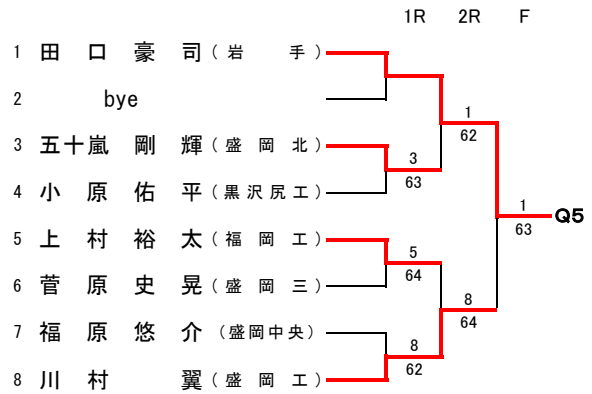 1R 2R F
1 田口豪司(岩手)
2 bye
1
62
3 五十嵐剛輝(盛岡北)
3
63
4 小原佑平(黒沢尻工)
1
63
Q5
5 上村裕太(福岡工)
5
64
6 菅原史晃(盛岡三)
8
64
7 福原悠介(盛岡中央)
8
62
8 川村翼(盛岡工)